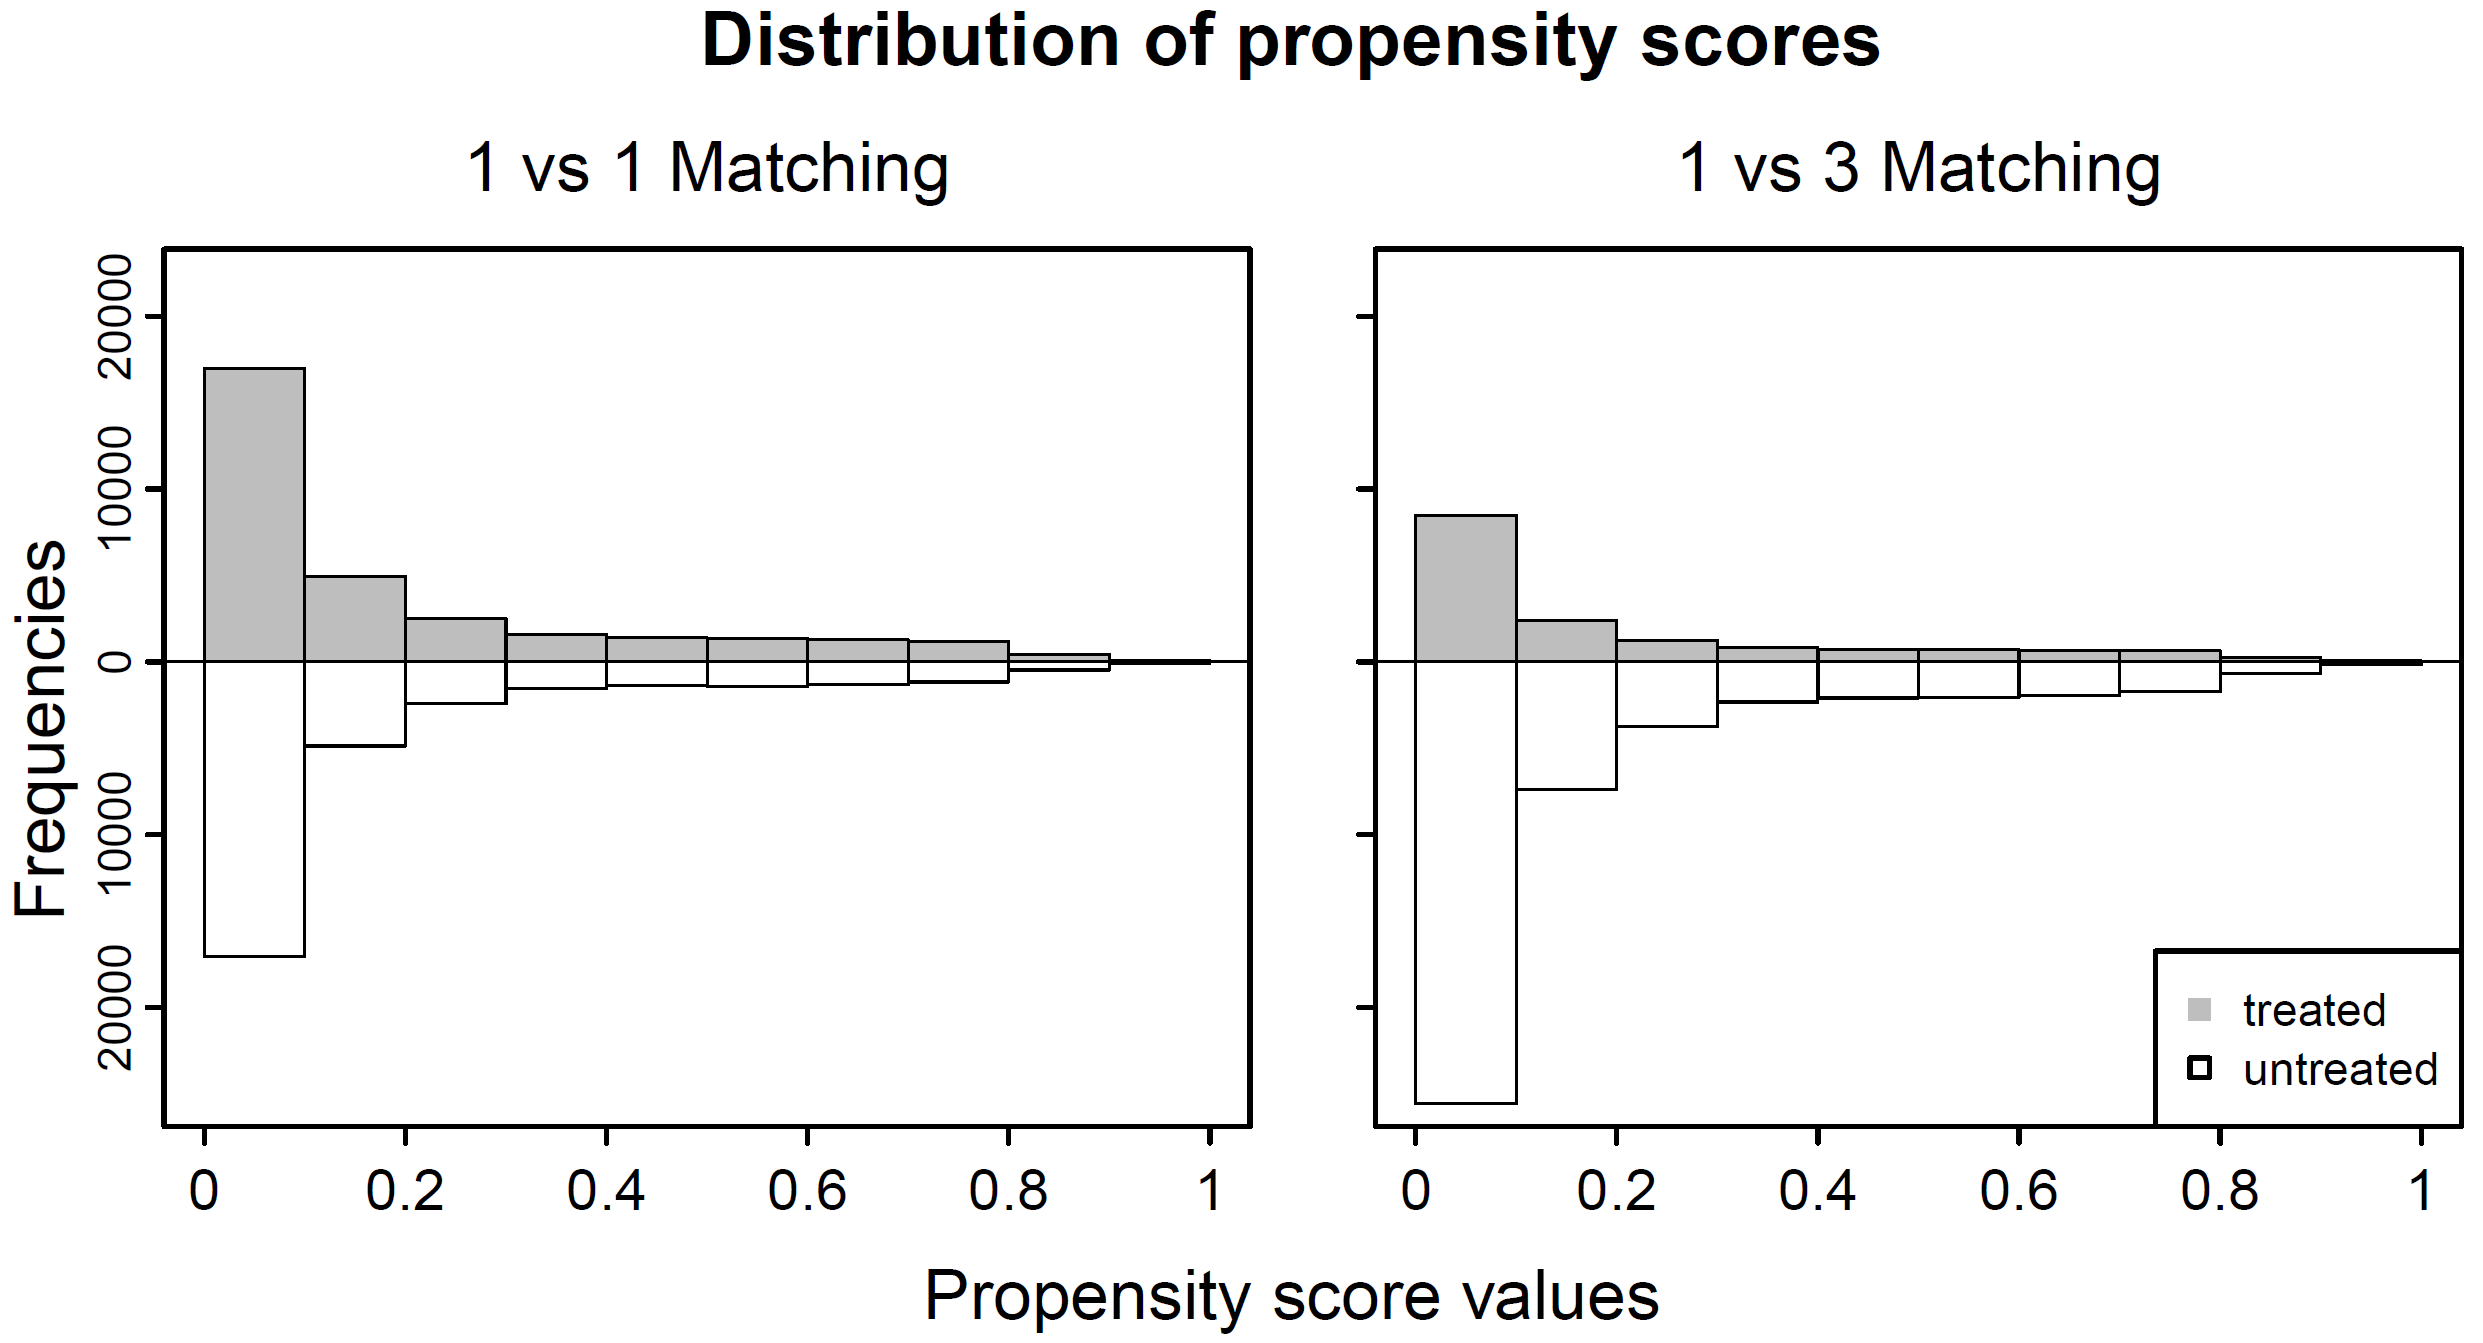 Distribution of propensity scores
1 vs 1 Matching
1 vs 3 Matching
Frequencies
20000
10000
0
10000
20000
treated
untreated
0 0.2 0.4 0.6 0.8 1
0 0.2 0.4 0.6 0.8 1
Propensity score values